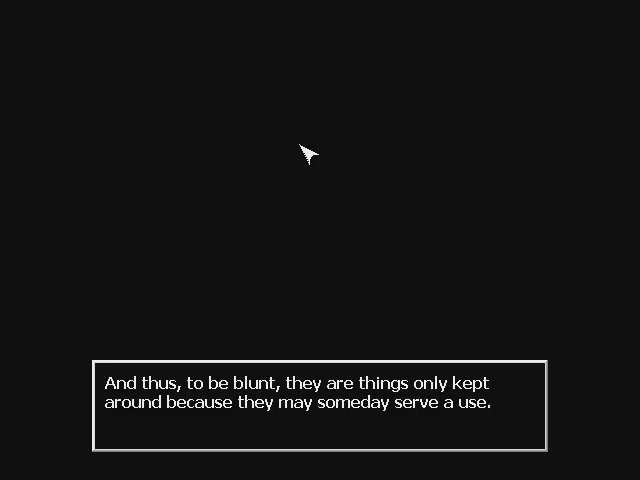 And thus, to be blunt, they are things only kept
around because they may someday serve a use.